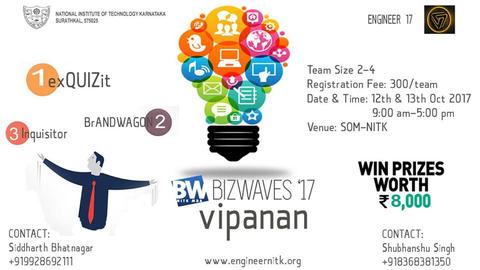 NATIONAL INSTITUTE OF TECHNOLOGY KARNATAKA
SURATHKAL, 575025
ENGINEER 17
1 exQUIZit
BrANDWAGON 2
3 Inquisitor
Team Size 2-4
Registration Fee: 300/team
Date & Time: 12th & 13th Oct 2017
9:00 am-5:00 pm
Venue: SOM-NITK
BW BIZWAVES '17
NITK MBA
vipanan
WIN PRIZES
WORTH
₹ 8,000
CONTACT:
Siddharth Bhatnagar
+919928692111
www.engineernitk.org
CONTACT:
Shubhanshu Singh
+918368381350